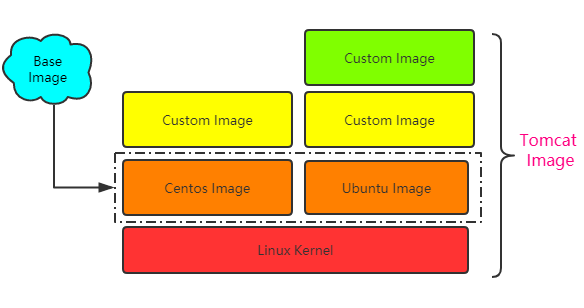 Base
Image
Custom Image
Custom Image
Custom Image
Centos Image
Ubuntu Image
Linux Kernel
Tomcat
Image